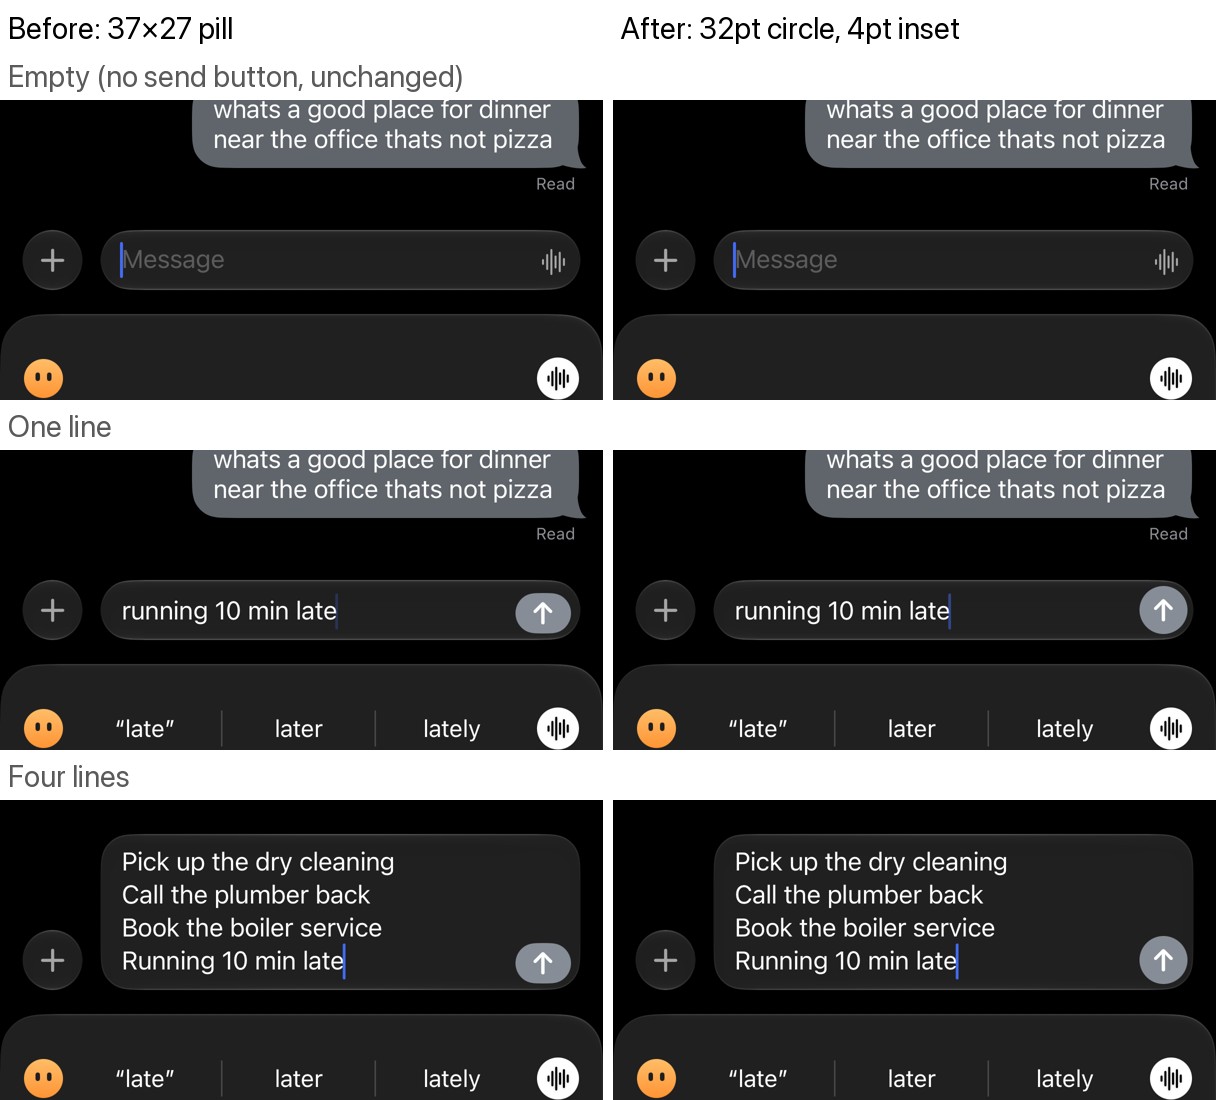 Before: 37×27 pill
After: 32pt circle, 4pt inset
Empty (no send button, unchanged)
whats a good place for dinner
near the office thats not pizza
Read
Message
whats a good place for dinner
near the office thats not pizza
Read
Message
One line
whats a good place for dinner
near the office thats not pizza
Read
running 10 min late
“late”
later
lately
whats a good place for dinner
near the office thats not pizza
Read
running 10 min late
“late”
later
lately
Four lines
Pick up the dry cleaning
Call the plumber back
Book the boiler service
Running 10 min late
“late”
later
lately
Pick up the dry cleaning
Call the plumber back
Book the boiler service
Running 10 min late
“late”
later
lately